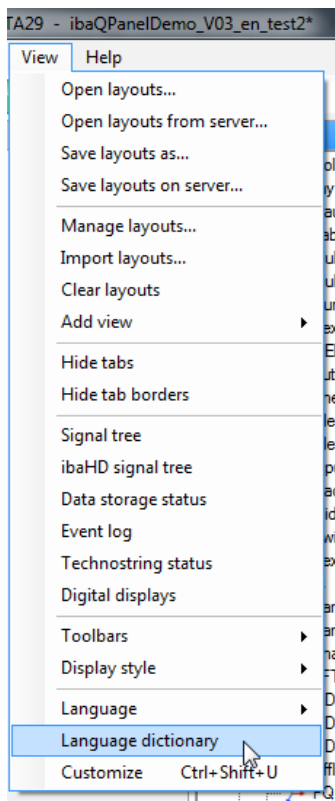 TA29 - ibaQPanelDemo_V03_en_test2*
View Help
Open layouts...
Open layouts from server...
Save layouts as...
Save layouts on server...
Manage layouts...
Import layouts...
Clear layouts
Add view
Hide tabs
Hide tab borders
Signal tree
ibaHD signal tree
Data storage status
Event log
Technostring status
Digital displays
Toolbars
Display style
Language
Language dictionary
Customize Ctrl+Shift+U